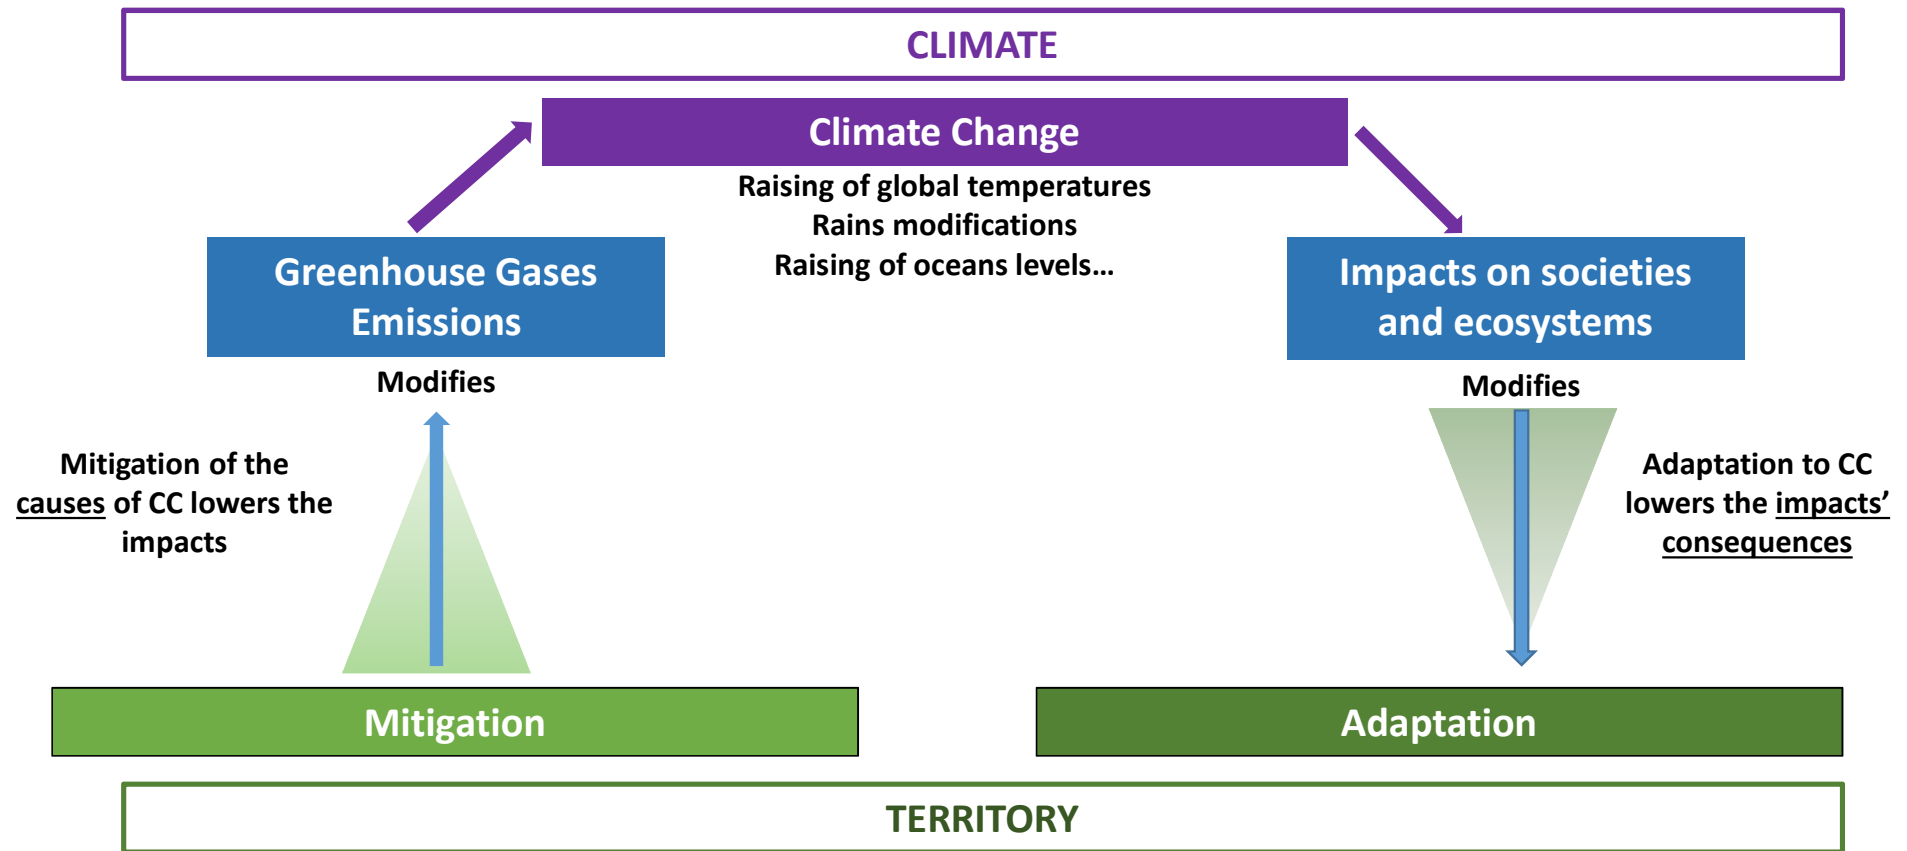 CLIMATE
Climate Change
Raising of global temperatures
Rains modifications
Raising of oceans levels...
Greenhouse Gases
Emissions
Impacts on societies
and ecosystems
Modifies
Modifies
Mitigation of the
causes of CC lowers the
impacts
Adaptation to CC
lowers the impacts’
consequences
Mitigation
Adaptation
TERRITORY